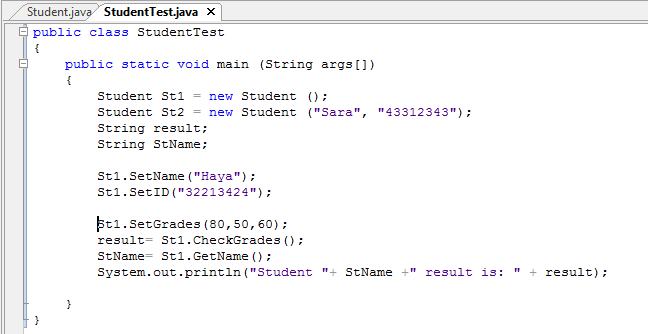 Student.java StudentTest.java X
public class StudentTest
{
    public static void main (String args[])
    {
        Student St1 = new Student ();
        Student St2 = new Student ("Sara", "43312343");
        String result;
        String StName;

        St1.SetName("Haya");
        St1.SetID("32213424");

        St1.SetGrades(80,50,60);
        result= St1.CheckGrades();
        StName= St1.GetName();
        System.out.println("Student "+ StName +" result is: " + result);

    }
}